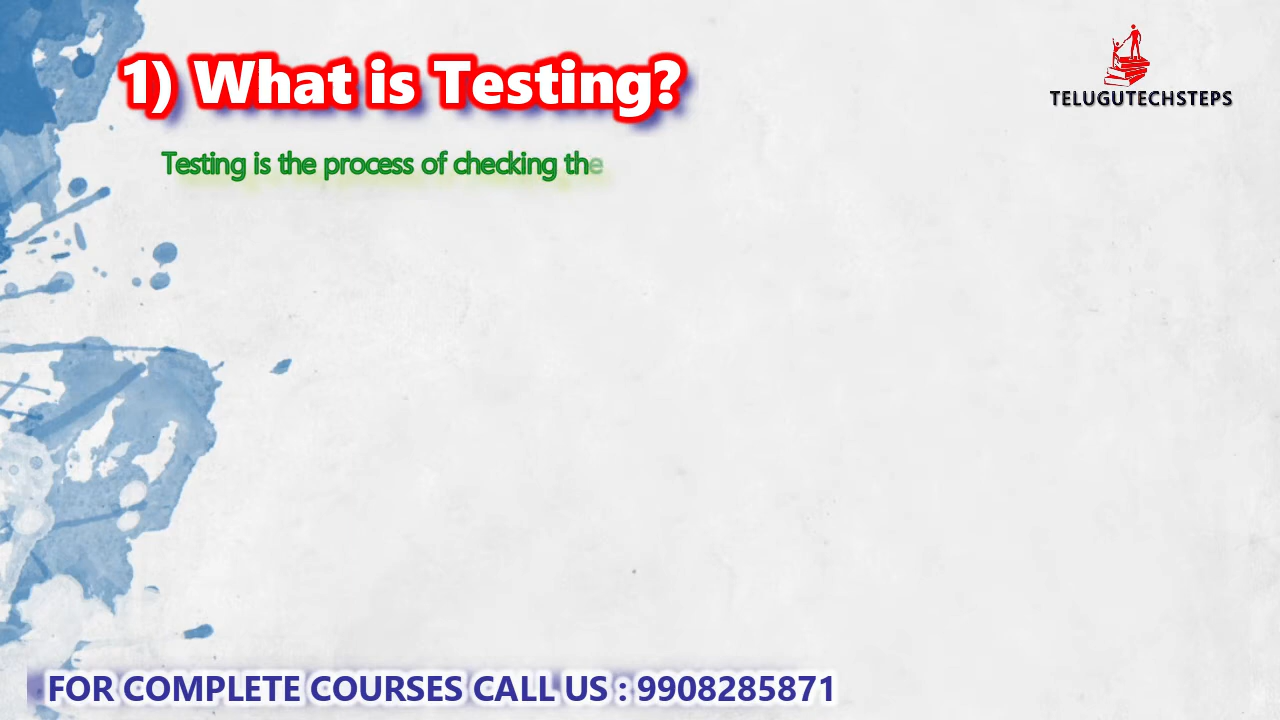 1) What is Testing?
TELUGUTECHSTEPS
Testing is the process of checking the
FOR COMPLETE COURSES CALL US : 9908285871